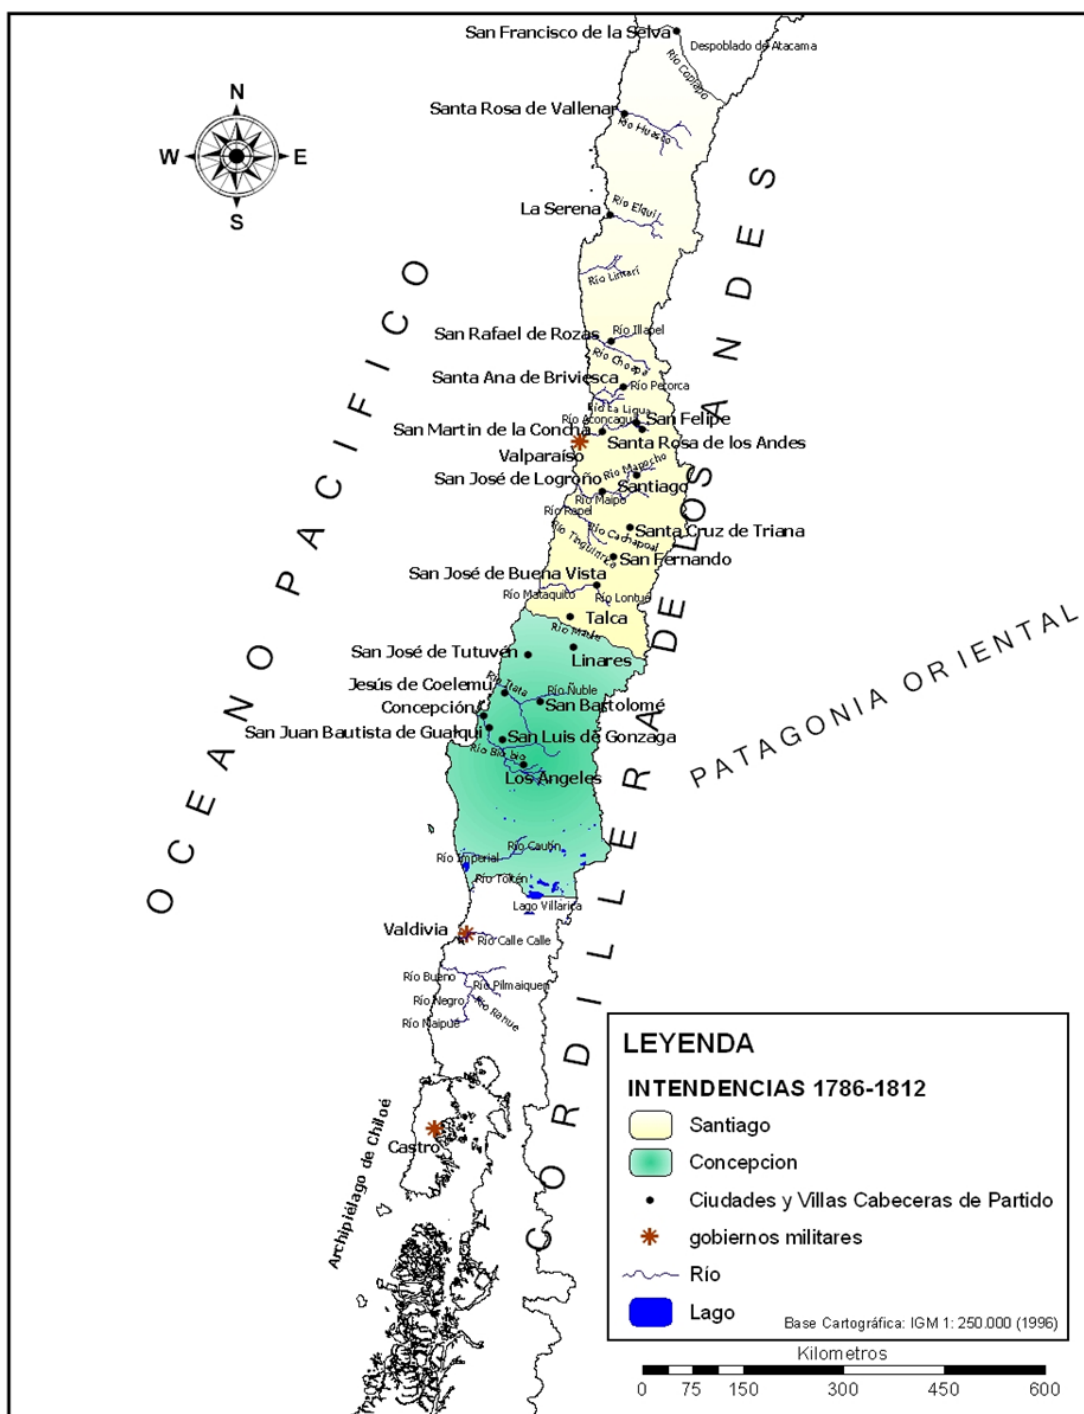 San Francisco de la Selva
Despoblado de Atacama
Río Copiapo
N
W E
S
Santa Rosa de Vallenar
Río Huasco
La Serena
Río Elqui
Río Limarí
San Rafael de Rozas
Río Illapel
Río Choapa
Santa Ana de Briviesca
Río Petorca
Río La Ligua
Río Aconcagua
San Felipe
San Martin de la Concha
Santa Rosa de los Andes
Valparaíso
Río Mapocho
San José de Logroño
Santiago
Río Maipo
Río Rapel
Río Cachapoal
Santa Cruz de Triana
Río Tinguiririca
San Fernando
San José de Buena Vista
Río Mataquito
Río Lontué
Talca
Río Maule
San José de Tutuvén
Linares
Jesús de Coelemu
Río Itata
Río Ñuble
Concepción
San Bartolomé
San Juan Bautista de Gualqui
San Luis de Gonzaga
Río Bio bio
Los Angeles
Río Cautín
Río Imperial
Río Toltén
Lago Villarica
Valdivia
Río Calle Calle
Río Bueno
Río Pilmaiquen
Río Negro
Río Rahue
Río Maipué
Castro
Archipiélago de Chiloé
OCEANO PACIFICO
CORDILLERA DE LOS ANDES
PATAGONIA ORIENTAL
LEYENDA
INTENDENCIAS 1786-1812
Santiago
Concepcion
Ciudades y Villas Cabeceras de Partido
gobiernos militares
Río
Lago
Base Cartográfica: IGM 1: 250.000 (1996)
Kilometros
0 75 150 300 450 600